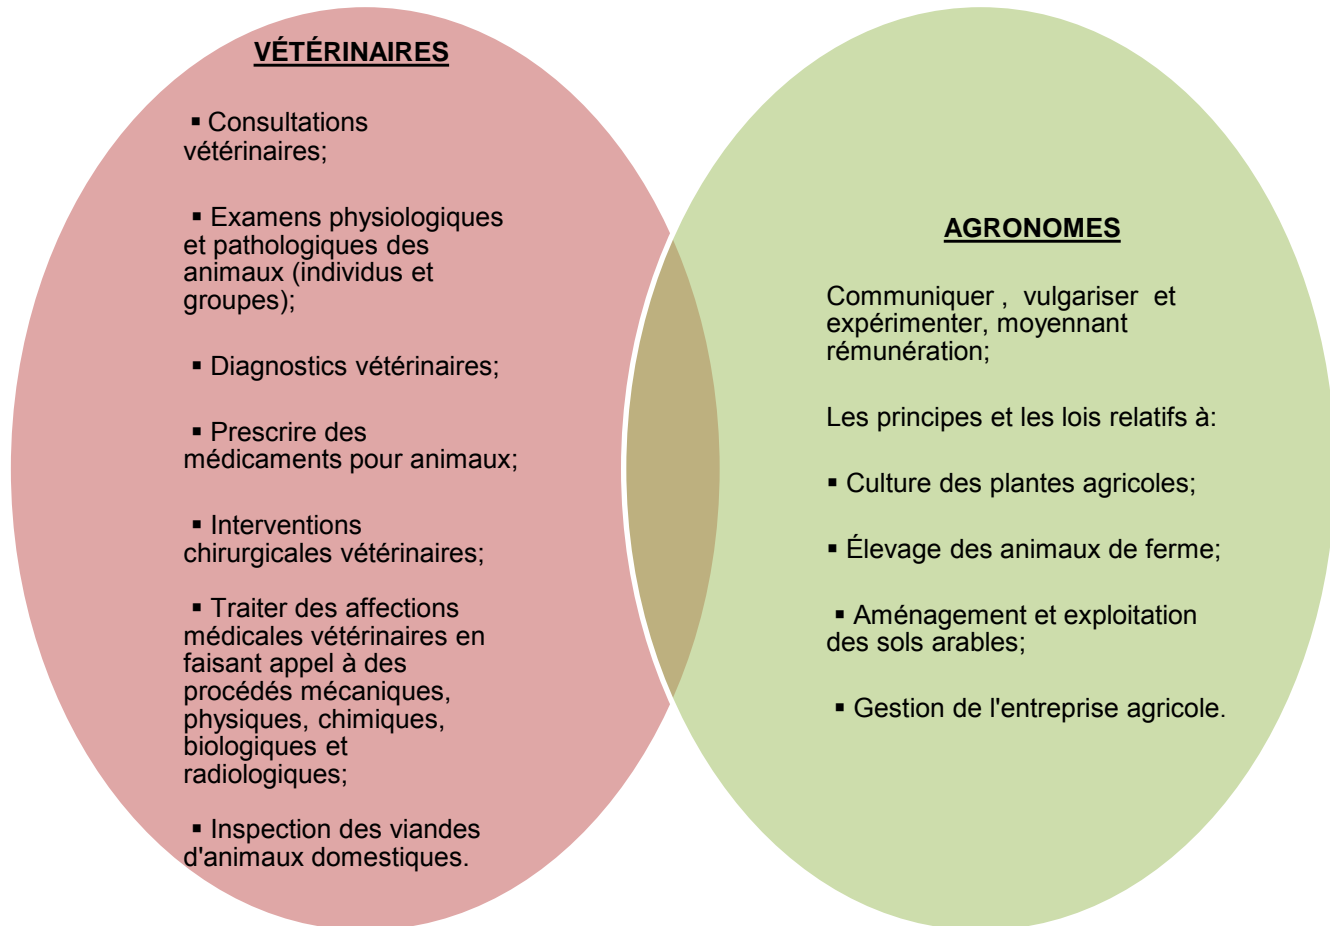 VÉTÉRINAIRES
▪ Consultations
vétérinaires;
▪ Examens physiologiques
et pathologiques des
animaux (individus et
groupes);
▪ Diagnostics vétérinaires;
▪ Prescrire des
médicaments pour animaux;
▪ Interventions
chirurgicales vétérinaires;
▪ Traiter des affections
médicales vétérinaires en
faisant appel à des
procédés mécaniques,
physiques, chimiques,
biologiques et
radiologiques;
▪ Inspection des viandes
d'animaux domestiques.
AGRONOMES
Communiquer , vulgariser et
expérimenter, moyennant
rémunération;
Les principes et les lois relatifs à:
▪ Culture des plantes agricoles;
▪ Élevage des animaux de ferme;
▪ Aménagement et exploitation
des sols arables;
▪ Gestion de l'entreprise agricole.